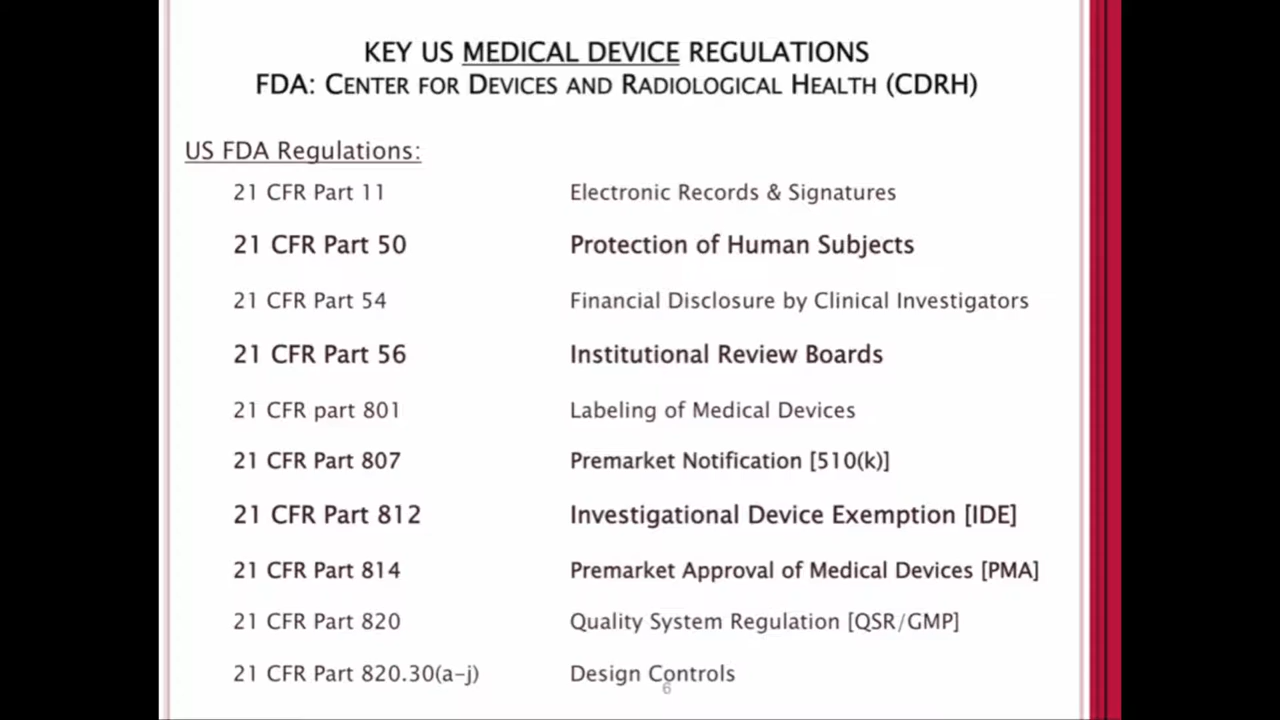 KEY US MEDICAL DEVICE REGULATIONS
FDA: CENTER FOR DEVICES AND RADIOLOGICAL HEALTH (CDRH)
US FDA Regulations:
21 CFR Part 11 Electronic Records & Signatures
21 CFR Part 50 Protection of Human Subjects
21 CFR Part 54 Financial Disclosure by Clinical Investigators
21 CFR Part 56 Institutional Review Boards
21 CFR part 801 Labeling of Medical Devices
21 CFR Part 807 Premarket Notification [510(k)]
21 CFR Part 812 Investigational Device Exemption [IDE]
21 CFR Part 814 Premarket Approval of Medical Devices [PMA]
21 CFR Part 820 Quality System Regulation [QSR/GMP]
21 CFR Part 820.30(a-j) Design Controls
6